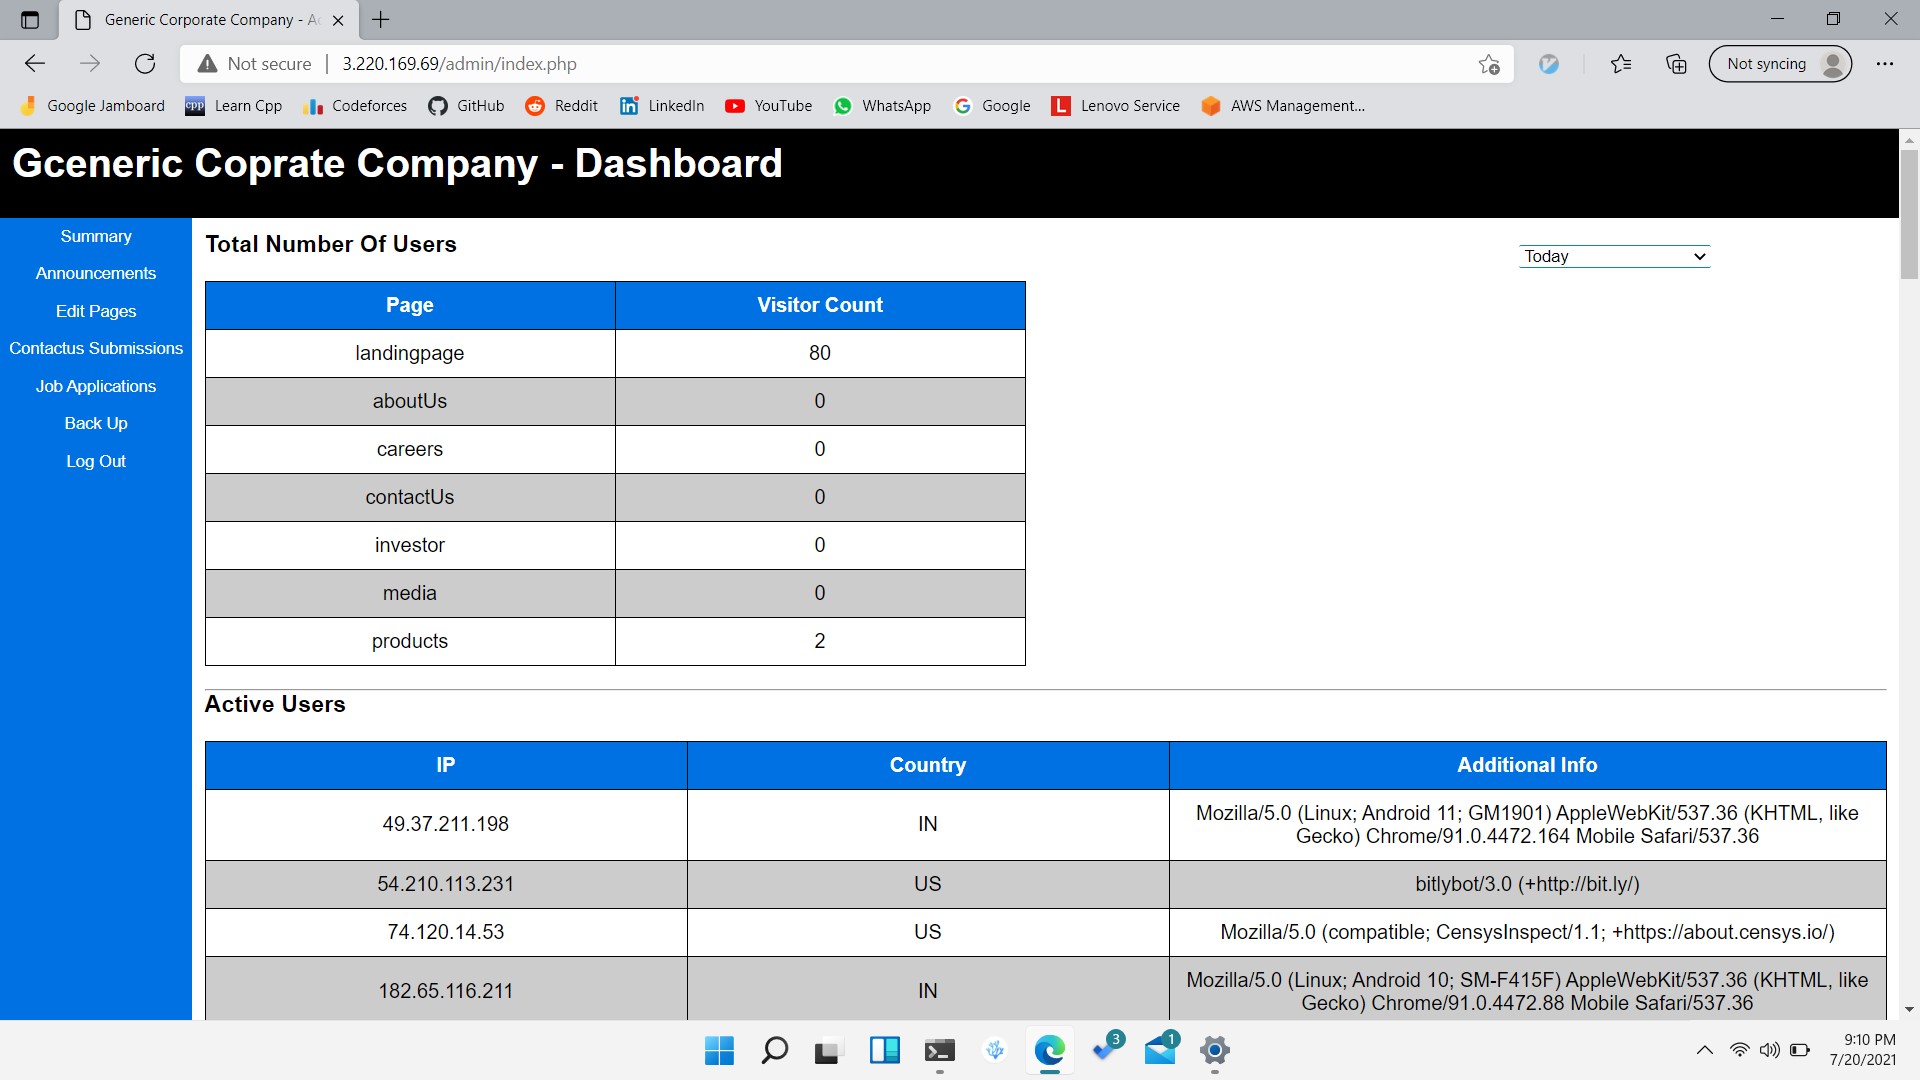 Generic Corporate Company - A
Not secure | 3.220.169.69/admin/index.php
Not syncing
Google Jamboard
cpp Learn Cpp
Codeforces
GitHub
Reddit
in LinkedIn
YouTube
WhatsApp
G Google
L Lenovo Service
AWS Management...
Gceneric Coprate Company - Dashboard
Summary
Announcements
Edit Pages
Contactus Submissions
Job Applications
Back Up
Log Out
Total Number Of Users
Today
Page Visitor Count
landingpage 80
aboutUs 0
careers 0
contactUs 0
investor 0
media 0
products 2
Active Users
IP Country Additional Info
49.37.211.198 IN Mozilla/5.0 (Linux; Android 11; GM1901) AppleWebKit/537.36 (KHTML, like
Gecko) Chrome/91.0.4472.164 Mobile Safari/537.36
54.210.113.231 US bitlybot/3.0 (+http://bit.ly/)
74.120.14.53 US Mozilla/5.0 (compatible; CensysInspect/1.1; +https://about.censys.io/)
182.65.116.211 IN Mozilla/5.0 (Linux; Android 10; SM-F415F) AppleWebKit/537.36 (KHTML, like
Gecko) Chrome/91.0.4472.88 Mobile Safari/537.36
3
1
9:10 PM
7/20/2021